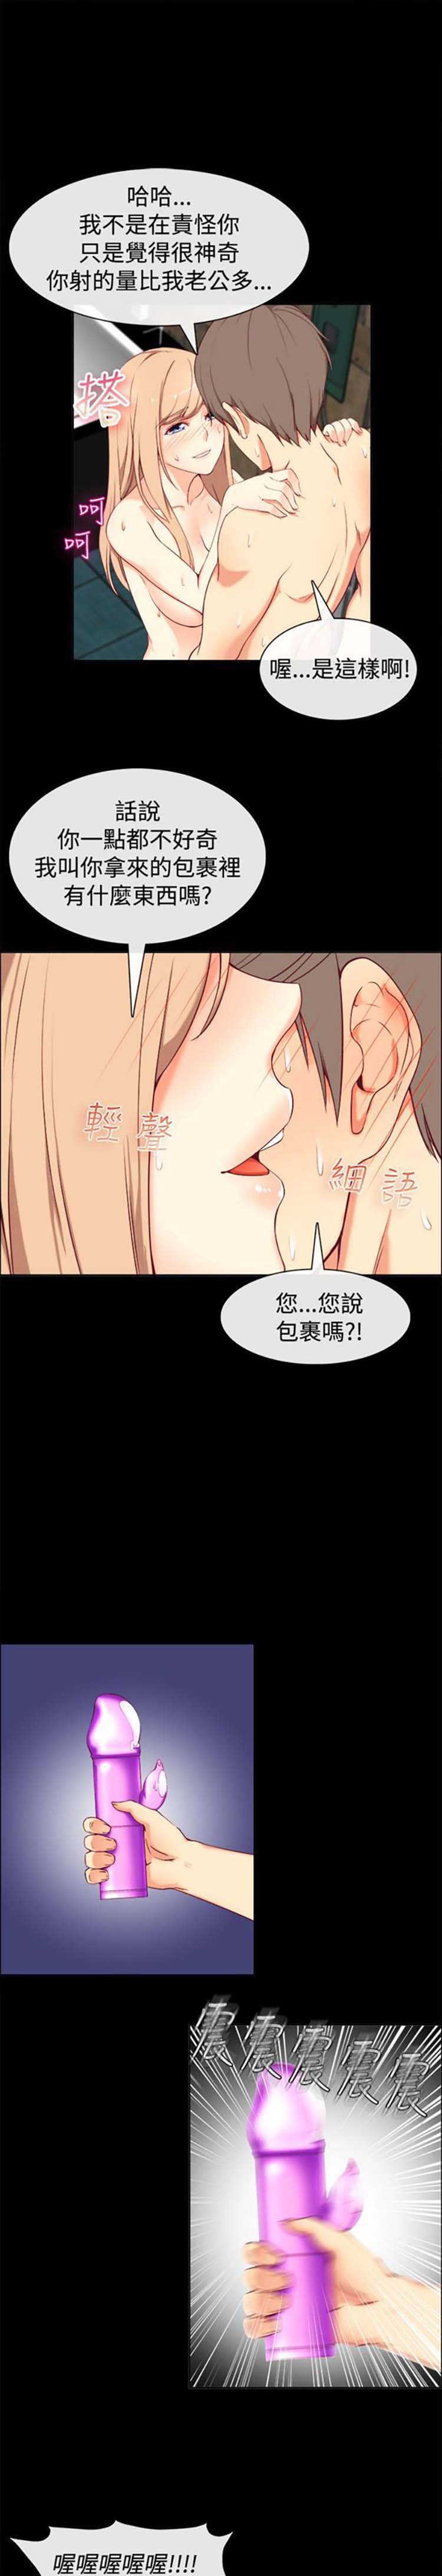 哈哈...
我不是在責怪你
只是覺得很神奇
你射的量比我老公多...
搭
呵
呵
喔...是這樣啊!
話說
你一點都不好奇
我叫你拿來的包裹裡
有什麼東西嗎?
輕聲
細語
您...您說
包裹嗎?!
震震震震震
喔喔喔喔喔!!!!